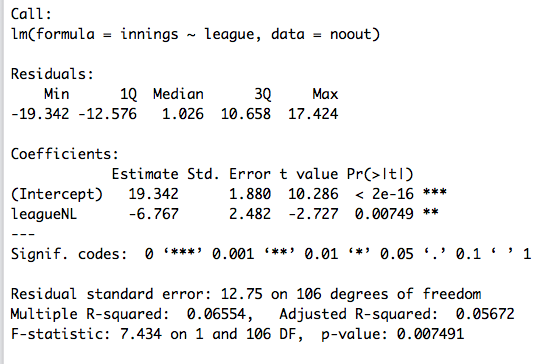 Call:
lm(formula = innings ~ league, data = noout)
Residuals:
Min 1Q Median 3Q Max
-19.342 -12.576 1.026 10.658 17.424
Coefficients:
Estimate Std. Error t value Pr(>|t|)
(Intercept) 19.342 1.880 10.286 < 2e-16 ***
leagueNL -6.767 2.482 -2.727 0.00749 **
---
Signif. codes: 0 ‘***’ 0.001 ‘**’ 0.01 ‘*’ 0.05 ‘.’ 0.1 ‘ ’ 1
Residual standard error: 12.75 on 106 degrees of freedom
Multiple R-squared: 0.06554, Adjusted R-squared: 0.05672
F-statistic: 7.434 on 1 and 106 DF, p-value: 0.007491